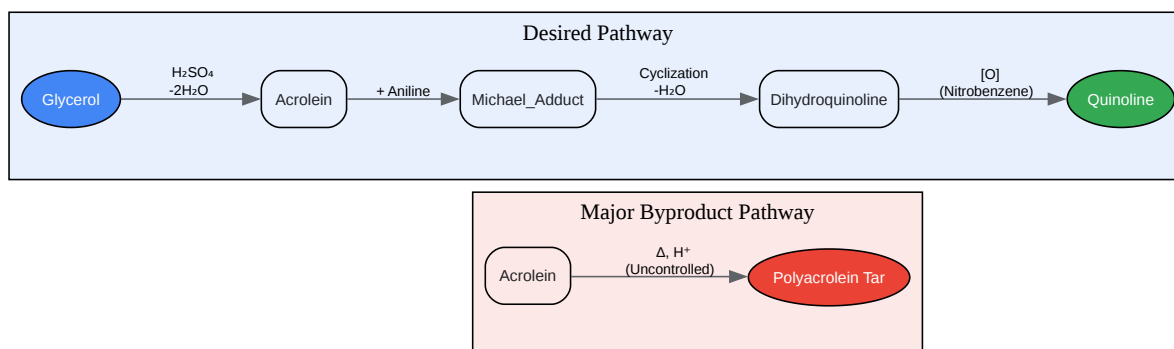 Desired Pathway
Glycerol
H₂SO₄
-2H₂O
Acrolein
+ Aniline
Michael_Adduct
Cyclization
-H₂O
Dihydroquinoline
[O]
(Nitrobenzene)
Quinoline
Major Byproduct Pathway
Acrolein
Δ, H⁺
(Uncontrolled)
Polyacrolein Tar